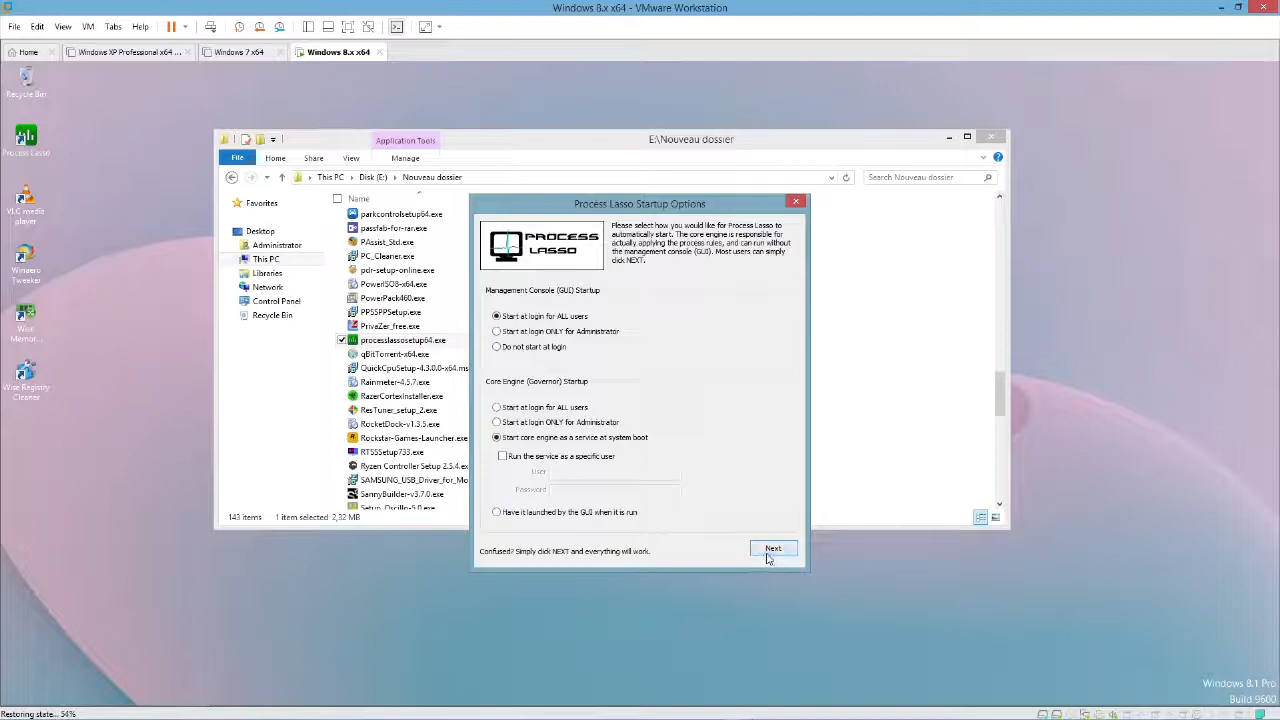 Windows 8.x x64 - VMware Workstation
File Edit View VM Tabs Help
Home Windows XP Professional x64 ... Windows 7 x64 Windows 8.x x64
Recycle Bin
Process Lasso
VLC media
player
Winaero
Tweaker
Wise
Memor...
Wise Registry
Cleaner
Application Tools E:\Nouveau dossier
File Home Share View Manage
This PC Disk (E:) Nouveau dossier Search Nouveau dossier
Favorites
Desktop
Administrator
This PC
Libraries
Network
Control Panel
Recycle Bin
Name
parkcontrolsetup64.exe
passfab-for-rar.exe
PAssist_Std.exe
PC_Cleaner.exe
pdr-setup-online.exe
PowerISO8-x64.exe
PowerPack460.exe
PPSSPPSetup.exe
PrivaZer_free.exe
processlassosetup64.exe
qBitTorrent-x64.exe
QuickCpuSetup-4.3.0.0-x64.ms
Rainmeter-4.5.7.exe
RazerCortexInstaller.exe
ResTuner_setup_2.exe
RocketDock-v1.3.5.exe
Rockstar-Games-Launcher.exe
RTSSSetup733.exe
Ryzen Controller Setup 2.5.4.ex
SAMSUNG_USB_Driver_for_Mo
SannyBuilder-v3.7.0.exe
Setup_Oscillo-5.0.exe
143 items 1 item selected 2,32 MB
Process Lasso Startup Options
PROCESS
LASSO
Please select how you would like for Process Lasso to
automatically start. The core engine is responsible for
actually applying the process rules, and can run without
the management console (GUI). Most users can simply
click NEXT.
Management Console (GUI) Startup
Start at login for ALL users
Start at login ONLY for Administrator
Do not start at login
Core Engine (Governor) Startup
Start at login for ALL users
Start at login ONLY for Administrator
Start core engine as a service at system boot
Run the service as a specific user
User
Password
Have it launched by the GUI when it is run
Confused? Simply click NEXT and everything will work.
Next
Windows 8.1 Pro
Build 9600
Restoring state... 54%